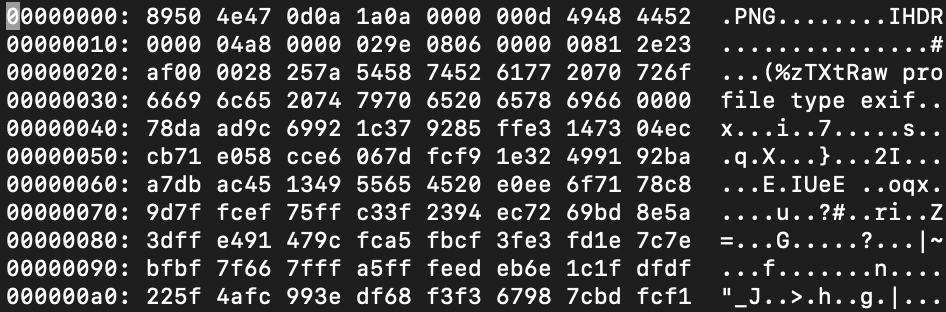 00000000: 8950 4e47 0d0a 1a0a 0000 000d 4948 4452  .PNG........IHDR
00000010: 0000 04a8 0000 029e 0806 0000 0081 2e23  ...............#
00000020: af00 0028 257a 5458 7452 6177 2070 726f  ...(%zTXtRaw pro
00000030: 6669 6c65 2074 7970 6520 6578 6966 0000  file type exif..
00000040: 78da ad9c 6992 1c37 9285 ffe3 1473 04ec  x...i..7.....s..
00000050: cb71 e058 cce6 067d fcf9 1e32 4991 92ba  .q.X...}...2I...
00000060: a7db ac45 1349 5565 4520 e0ee 6f71 78c8  ...E.IUeE ..oqx.
00000070: 9d7f fcef 75ff c33f 2394 ec72 69bd 8e5a  ....u..?#..ri..Z
00000080: 3dff e491 479c fca5 fbcf 3fe3 fd1e 7c7e  =...G.....?...|~
00000090: bfbf 7f66 7fff a5ff feed eb6e 1c1f dfdf  ...f.......n....
000000a0: 225f 4afc 993e df68 f3f3 6798 7cbd fcf1  "_J..>.h..g.|...